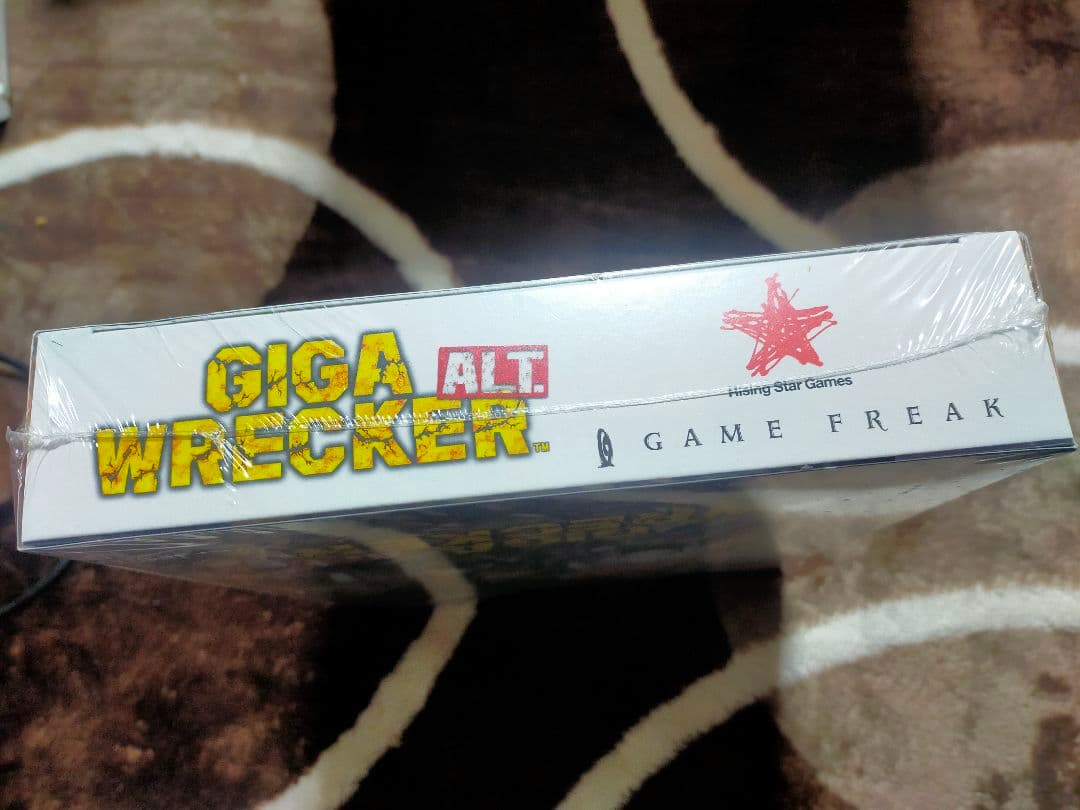 GIGA
WRECKER™
ALT.
Rising Star Games
GAME FREAK